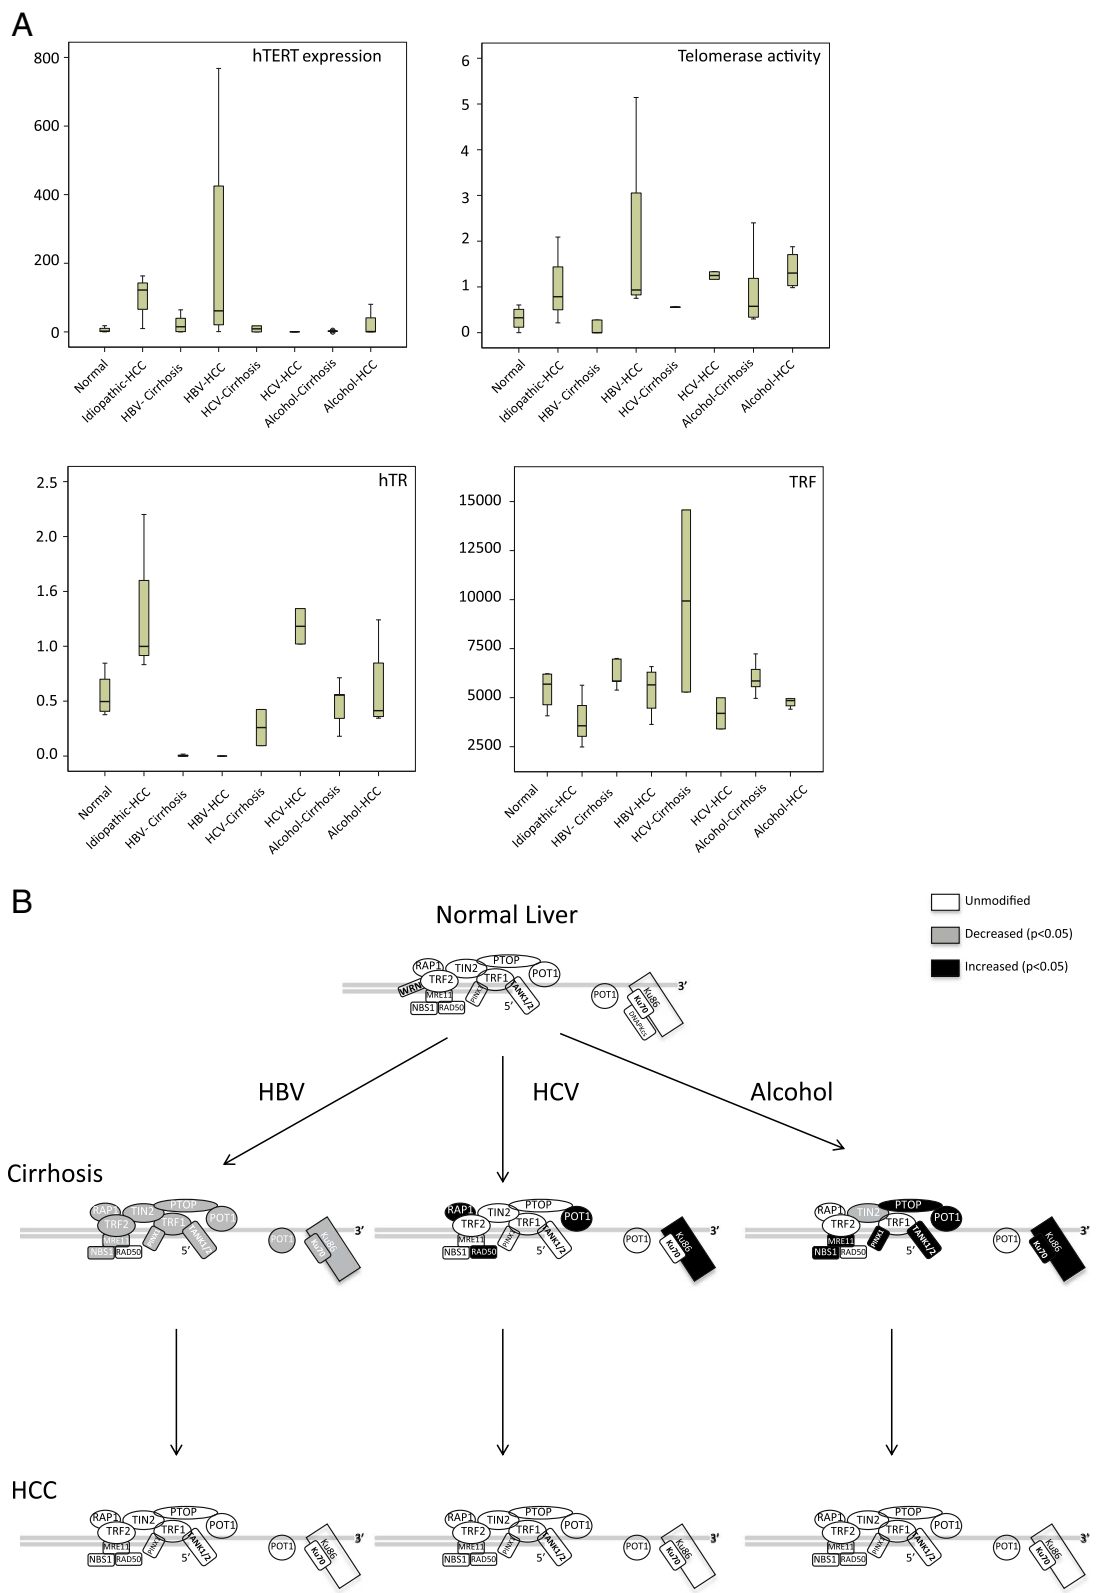 A
hTERT expression
800
600
400
200
0
Normal
Idiopathic-HCC
HBV- Cirrhosis
HBV-HCC
HCV-Cirrhosis
HCV-HCC
Alcohol-Cirrhosis
Alcohol-HCC
Telomerase activity
6
5
4
3
2
1
0
Normal
Idiopathic-HCC
HBV- Cirrhosis
HBV-HCC
HCV-Cirrhosis
HCV-HCC
Alcohol-Cirrhosis
Alcohol-HCC
hTR
2.5
2.0
1.6
1.0
0.5
0.0
Normal
Idiopathic-HCC
HBV- Cirrhosis
HBV-HCC
HCV-Cirrhosis
HCV-HCC
Alcohol-Cirrhosis
Alcohol-HCC
TRF
15000
12500
10000
7500
5000
2500
Normal
Idiopathic-HCC
HBV- Cirrhosis
HBV-HCC
HCV-Cirrhosis
HCV-HCC
Alcohol-Cirrhosis
Alcohol-HCC
B
Unmodified
Decreased (p<0.05)
Increased (p<0.05)
Normal Liver
RAP1 TIN2 PTOP POT1
WRN TRF2 TRF1 TANK1/2
MRE11 PINX1
NBS1 RAD50 5’
POT1 Ku70 Ku86 DNAPKcs 3’
HBV HCV Alcohol
Cirrhosis
RAP1 TIN2 PTOP POT1
TRF2 TRF1 TANK1/2
MRE11 PINX1
NBS1 RAD50 5’
POT1 Ku70 Ku86 3’
RAP1 TIN2 PTOP POT1
TRF2 TRF1 TANK1/2
MRE11 PINX1
NBS1 RAD50 5’
POT1 Ku70 Ku86 3’
RAP1 TIN2 PTOP POT1
TRF2 TRF1 TANK1/2
MRE11 PINX1
NBS1 RAD50 5’
POT1 Ku70 Ku86 3’
HCC
RAP1 TIN2 PTOP POT1
TRF2 TRF1 TANK1/2
MRE11 PINX1
NBS1 RAD50 5’
POT1 Ku70 Ku86 3’
RAP1 TIN2 PTOP POT1
TRF2 TRF1 TANK1/2
MRE11 PINX1
NBS1 RAD50 5’
POT1 Ku70 Ku86 3’
RAP1 TIN2 PTOP POT1
TRF2 TRF1 TANK1/2
MRE11 PINX1
NBS1 RAD50 5’
POT1 Ku70 Ku86 3’